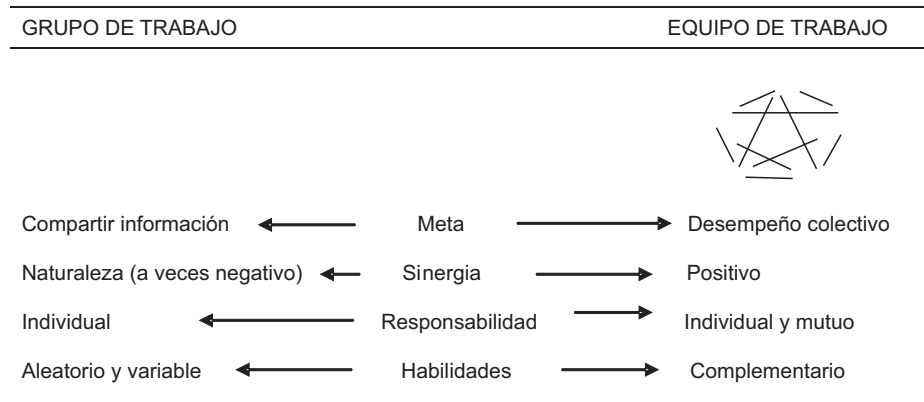 GRUPO DE TRABAJO EQUIPO DE TRABAJO
Compartir información Meta Desempeño colectivo
Naturaleza (a veces negativo) Sinergia Positivo
Individual Responsabilidad Individual y mutuo
Aleatorio y variable Habilidades Complementario